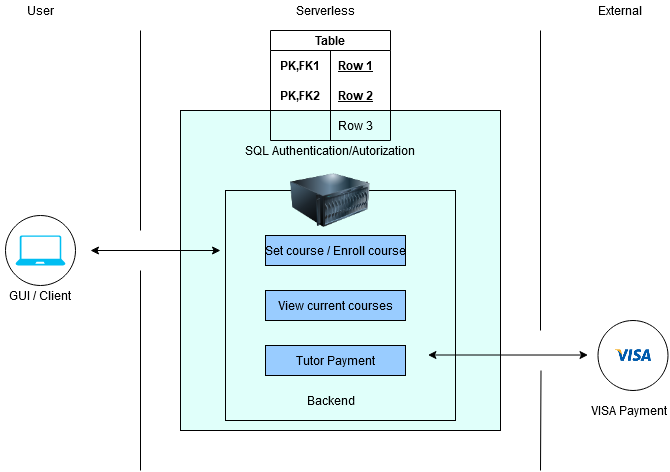 User
Serverless
External
Table
PK,FK1
Row 1
PK,FK2
Row 2
Row 3
SQL Authentication/Autorization
Set course / Enroll course
GUI / Client
View current courses
VISA
Tutor Payment
Backend
VISA Payment